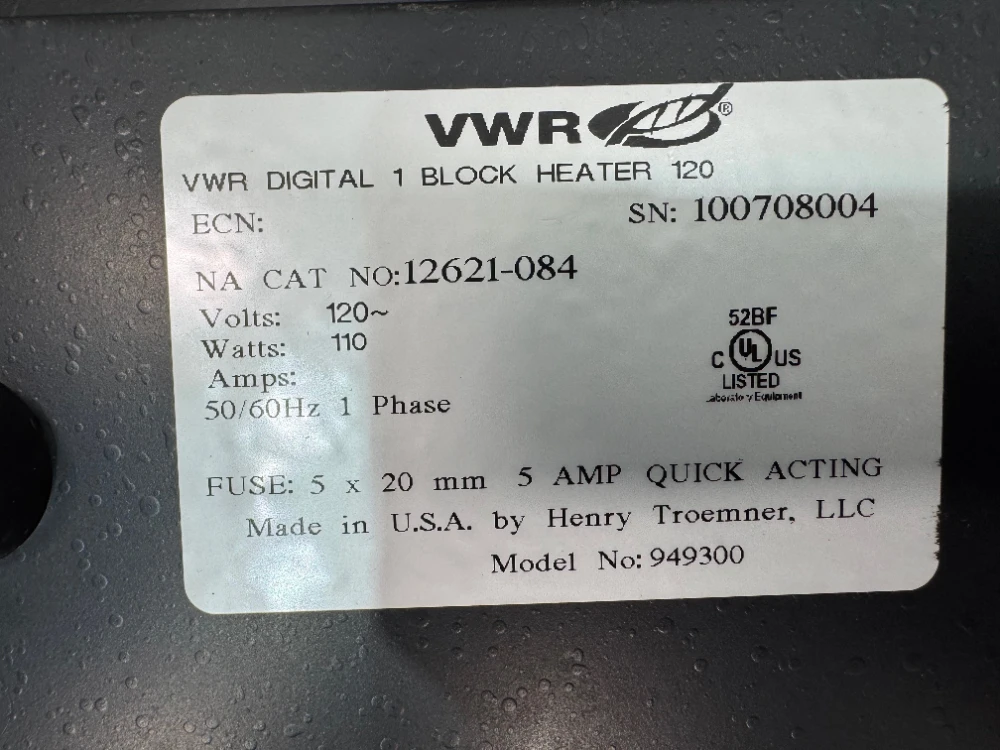 VWR®
VWR DIGITAL 1 BLOCK HEATER 120
ECN:
SN: 100708004
NA CAT NO:12621-084
Volts: 120~
Watts: 110
Amps:
50/60Hz 1 Phase
52BF
C UL US
LISTED
Laboratory Equipment
FUSE: 5 x 20 mm 5 AMP QUICK ACTING
Made in U.S.A. by Henry Troemner, LLC
Model No: 949300